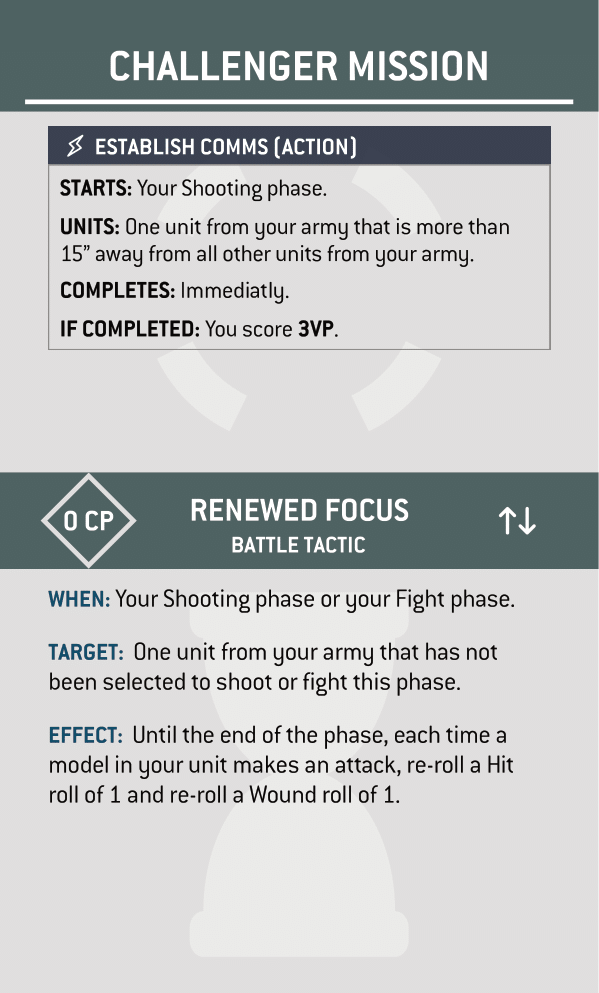 CHALLENGER MISSION
ESTABLISH COMMS (ACTION)
STARTS: Your Shooting phase.
UNITS: One unit from your army that is more than
15” away from all other units from your army.
COMPLETES: Immediatly.
IF COMPLETED: You score 3VP.
0 CP
RENEWED FOCUS
BATTLE TACTIC
WHEN: Your Shooting phase or your Fight phase.
TARGET: One unit from your army that has not
been selected to shoot or fight this phase.
EFFECT: Until the end of the phase, each time a
model in your unit makes an attack, re-roll a Hit
roll of 1 and re-roll a Wound roll of 1.